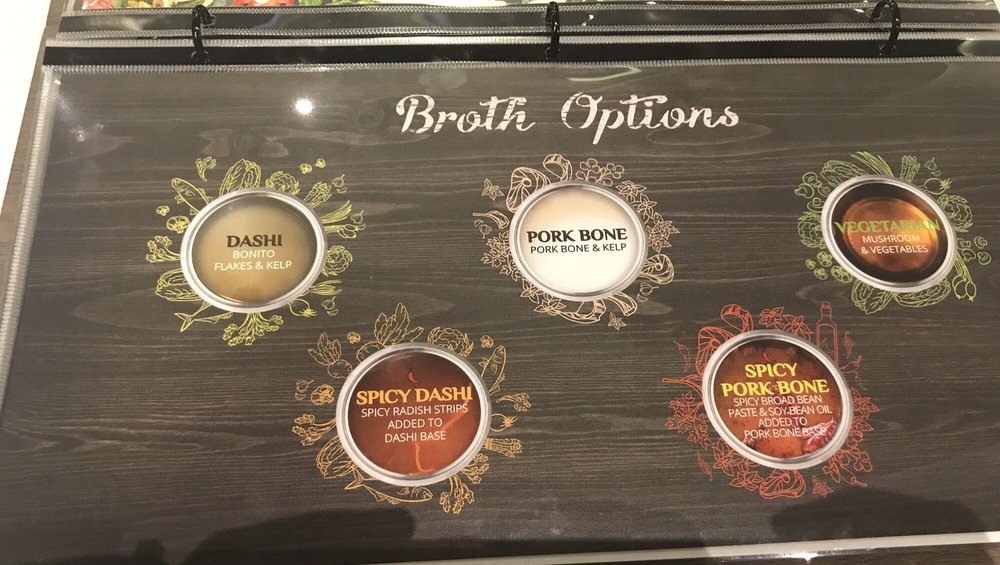 Broth Options
DASHI
BONITO
FLAKES & KELP
PORK BONE
PORK BONE & KELP
VEGETARIAN
MUSHROOM
& VEGETABLES
SPICY DASHI
SPICY RADISH STRIPS
ADDED TO
DASHI BASE
SPICY
PORK BONE
SPICY BROAD BEAN
PASTE & SOY-BEAN OIL
ADDED TO
PORK BONE BASE